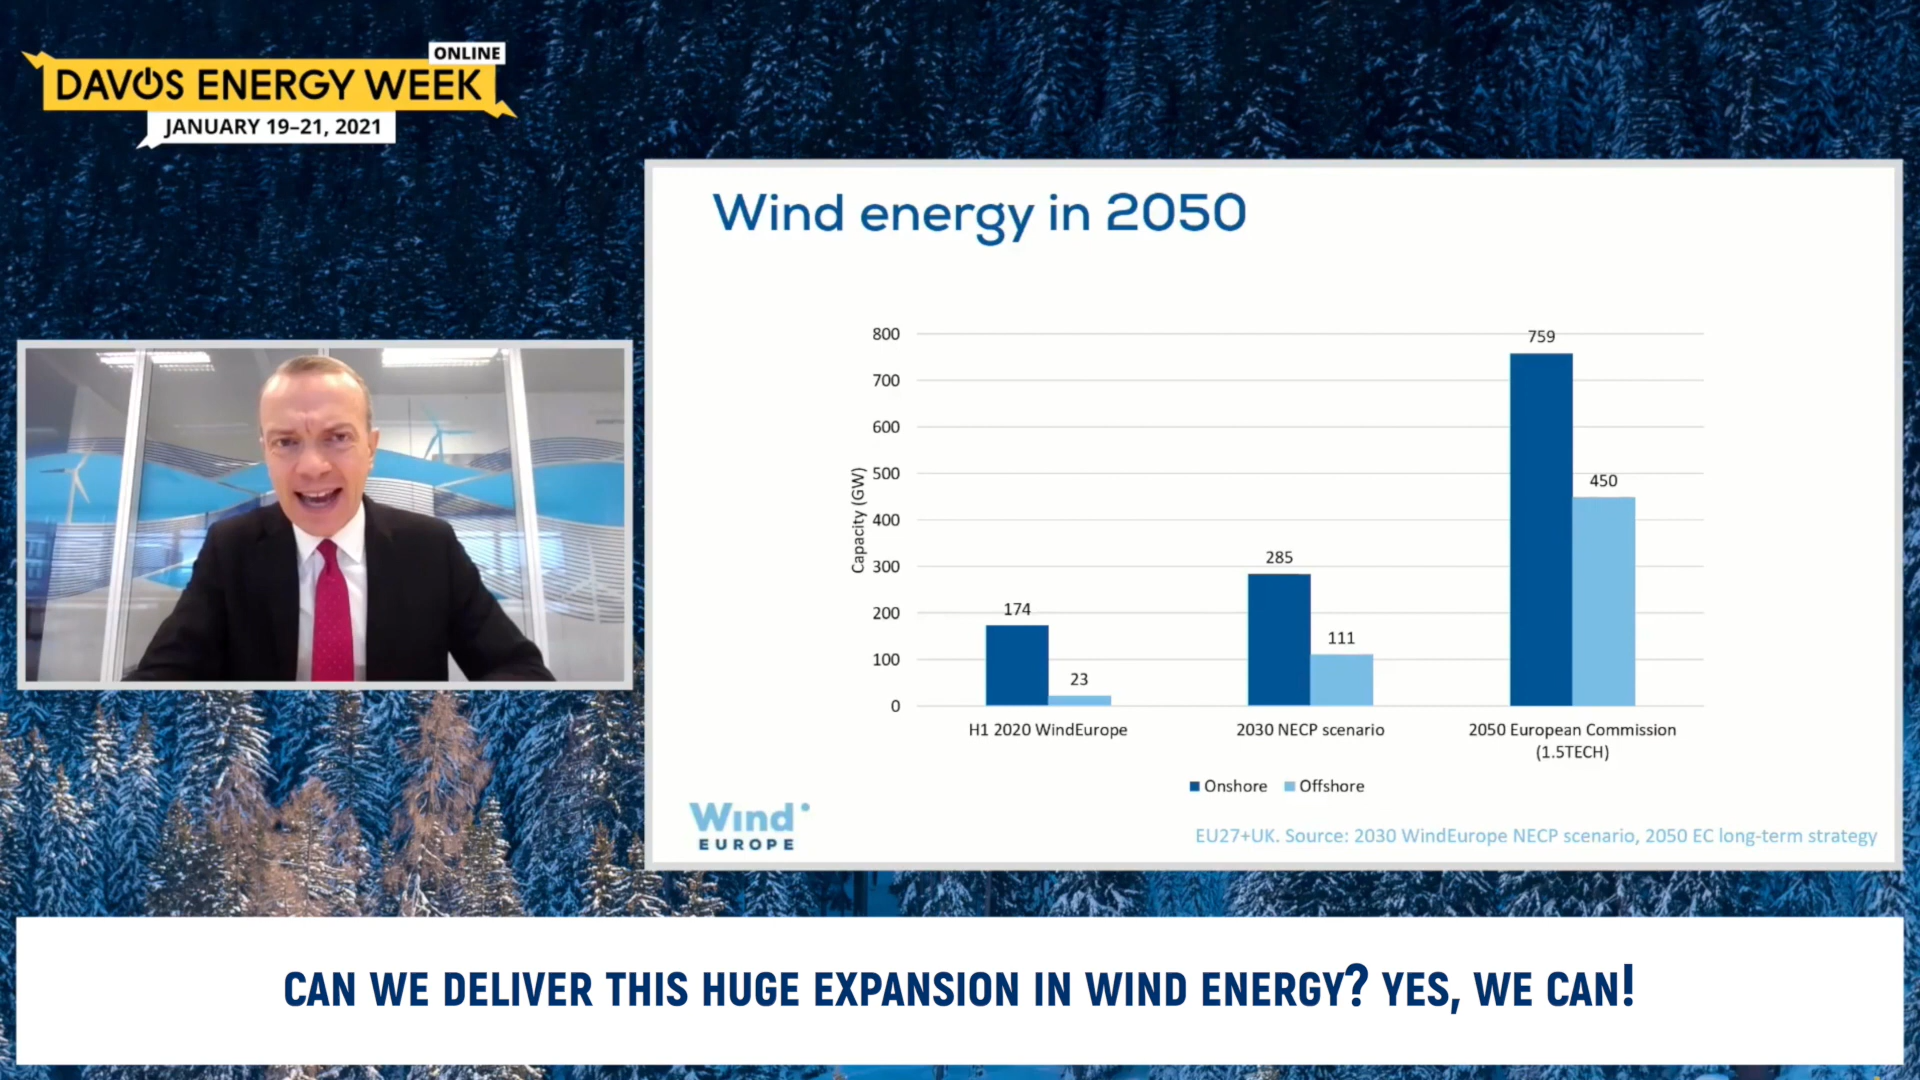 ONLINE
DAVOS ENERGY WEEK
JANUARY 19–21, 2021
Wind energy in 2050
800
700
600
500
400
300
200
100
0
Capacity (GW)
174
23
285
111
759
450
H1 2020 WindEurope
2030 NECP scenario
2050 European Commission
(1.5TECH)
Onshore
Offshore
Wind
EUROPE
EU27+UK. Source: 2030 WindEurope NECP scenario, 2050 EC long-term strategy
CAN WE DELIVER THIS HUGE EXPANSION IN WIND ENERGY? YES, WE CAN!